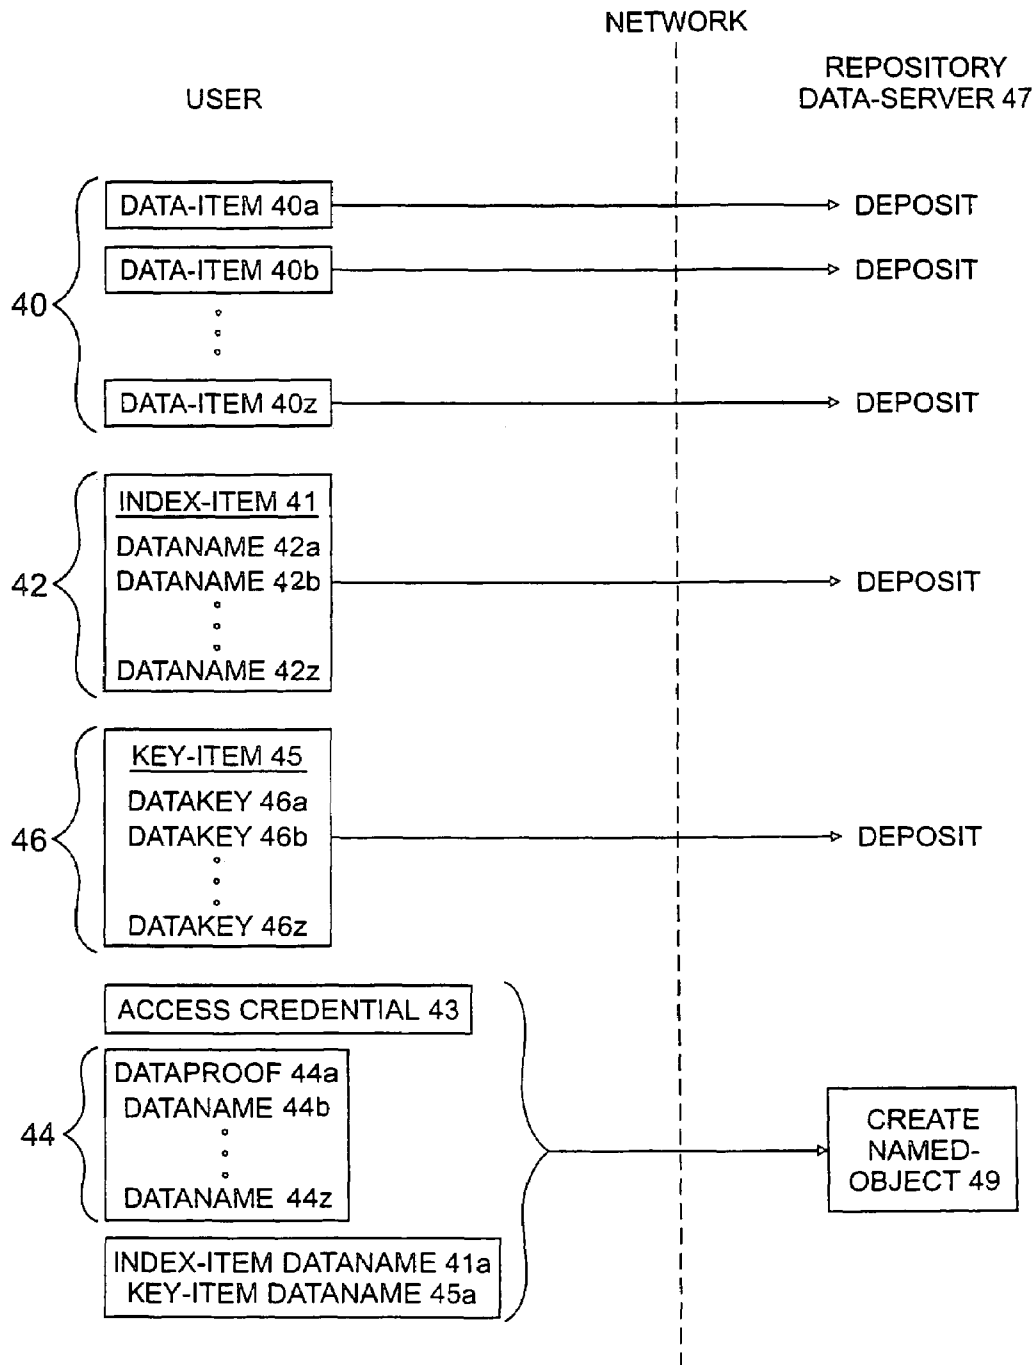 NETWORK
REPOSITORY
DATA-SERVER 47
USER
DATA-ITEM 40a
DEPOSIT
DATA-ITEM 40b
DEPOSIT
40
DATA-ITEM 40z
DEPOSIT
INDEX-ITEM 41
DATANAME 42a
42
DATANAME 42b
DEPOSIT
DATANAME 42z
KEY-ITEM 45
DATAKEY 46a
46
DATAKEY 46b
DEPOSIT
DATAKEY 46z
ACCESS CREDENTIAL 43
DATAPROOF 44a
DATANAME 44b
44
DATANAME 44z
CREATE
NAMED-
OBJECT 49
INDEX-ITEM DATANAME 41a
KEY-ITEM DATANAME 45a